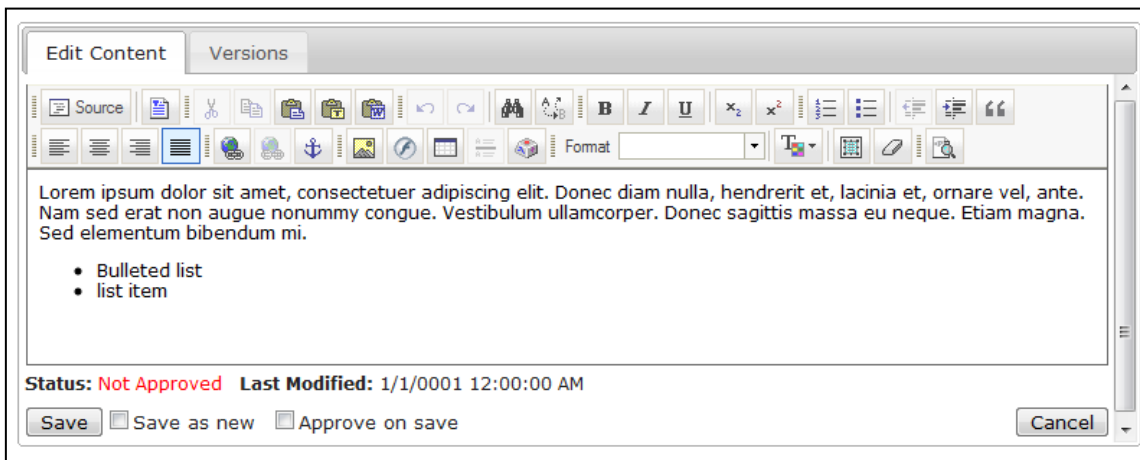 Edit Content Versions
Source B I U x₂ x²
Format
Lorem ipsum dolor sit amet, consectetuer adipiscing elit. Donec diam nulla, hendrerit et, lacinia et, ornare vel, ante.
Nam sed erat non augue nonummy congue. Vestibulum ullamcorper. Donec sagittis massa eu neque. Etiam magna.
Sed elementum bibendum mi.
• Bulleted list
• list item
Status: Not Approved Last Modified: 1/1/0001 12:00:00 AM
Save Save as new Approve on save Cancel